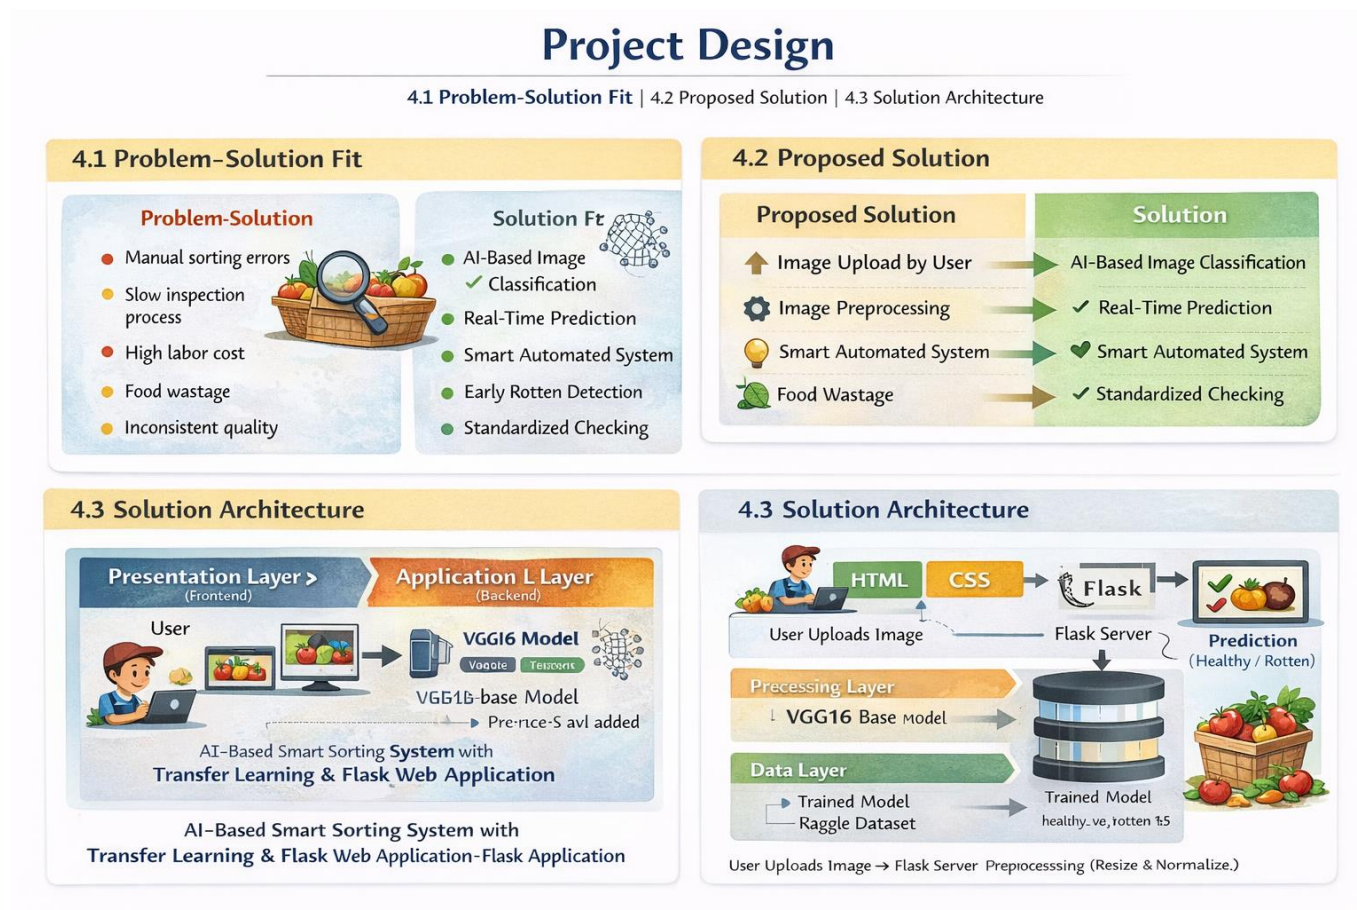 Project Design
4.1 Problem-Solution Fit | 4.2 Proposed Solution | 4.3 Solution Architecture
4.1 Problem-Solution Fit
Problem-Solution
Manual sorting errors
Slow inspection
process
High labor cost
Food wastage
Inconsistent quality
Solution Ft
AI-Based Image
Classification
Real-Time Prediction
Smart Automated System
Early Rotten Detection
Standardized Checking
4.2 Proposed Solution
Proposed Solution
Solution
Image Upload by User
AI-Based Image Classification
Image Preprocessing
Real-Time Prediction
Smart Automated System
Smart Automated System
Food Wastage
Standardized Checking
4.3 Solution Architecture
Presentation Layer >
(Frontend)
Application L Layer
(Backend)
User
VGGI6 Model
VGG16-base Model
added
AI-Based Smart Sorting System with
Transfer Learning & Flask Web Application
AI-Based Smart Sorting System with
Transfer Learning & Flask Web Application-Flask Application
4.3 Solution Architecture
HTML
CSS
Flask
User Uploads Image
Flask Server
Prediction
(Healthy / Rotten)
Precessing Layer
VGG16 Base Model
Data Layer
Trained Model
Raggle Dataset
Trained Model
healthy_ve, rotten 1:5
User Uploads Image → Flask Server Preprocesssing (Resize & Normalize.)